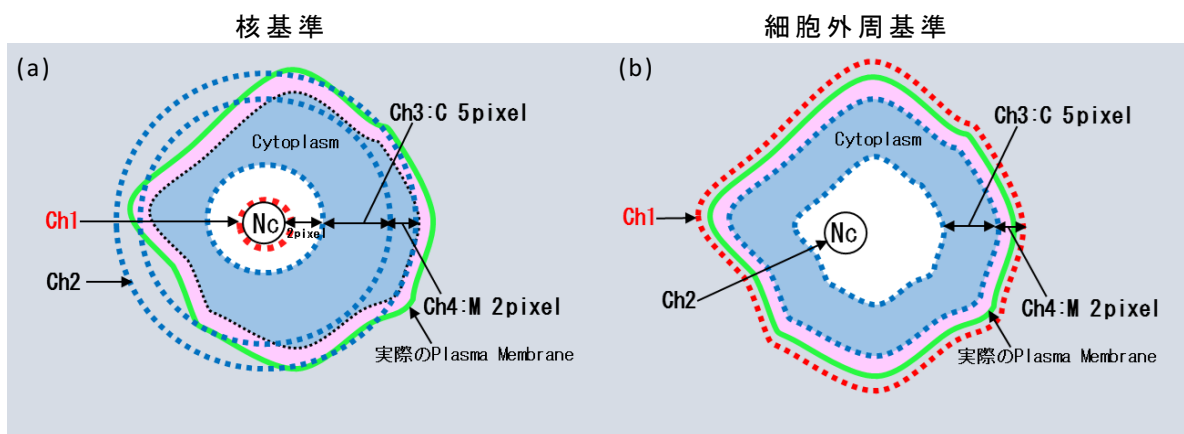 核基準
細胞外周基準
(a)
Ch3:C 5pixel
Cytoplasm
Ch1
Nc
2pixel
Ch2
Ch4:M 2pixel
実際のPlasma Membrane
(b)
Ch3:C 5pixel
Cytoplasm
Ch1
Nc
Ch2
Ch4:M 2pixel
実際のPlasma Membrane